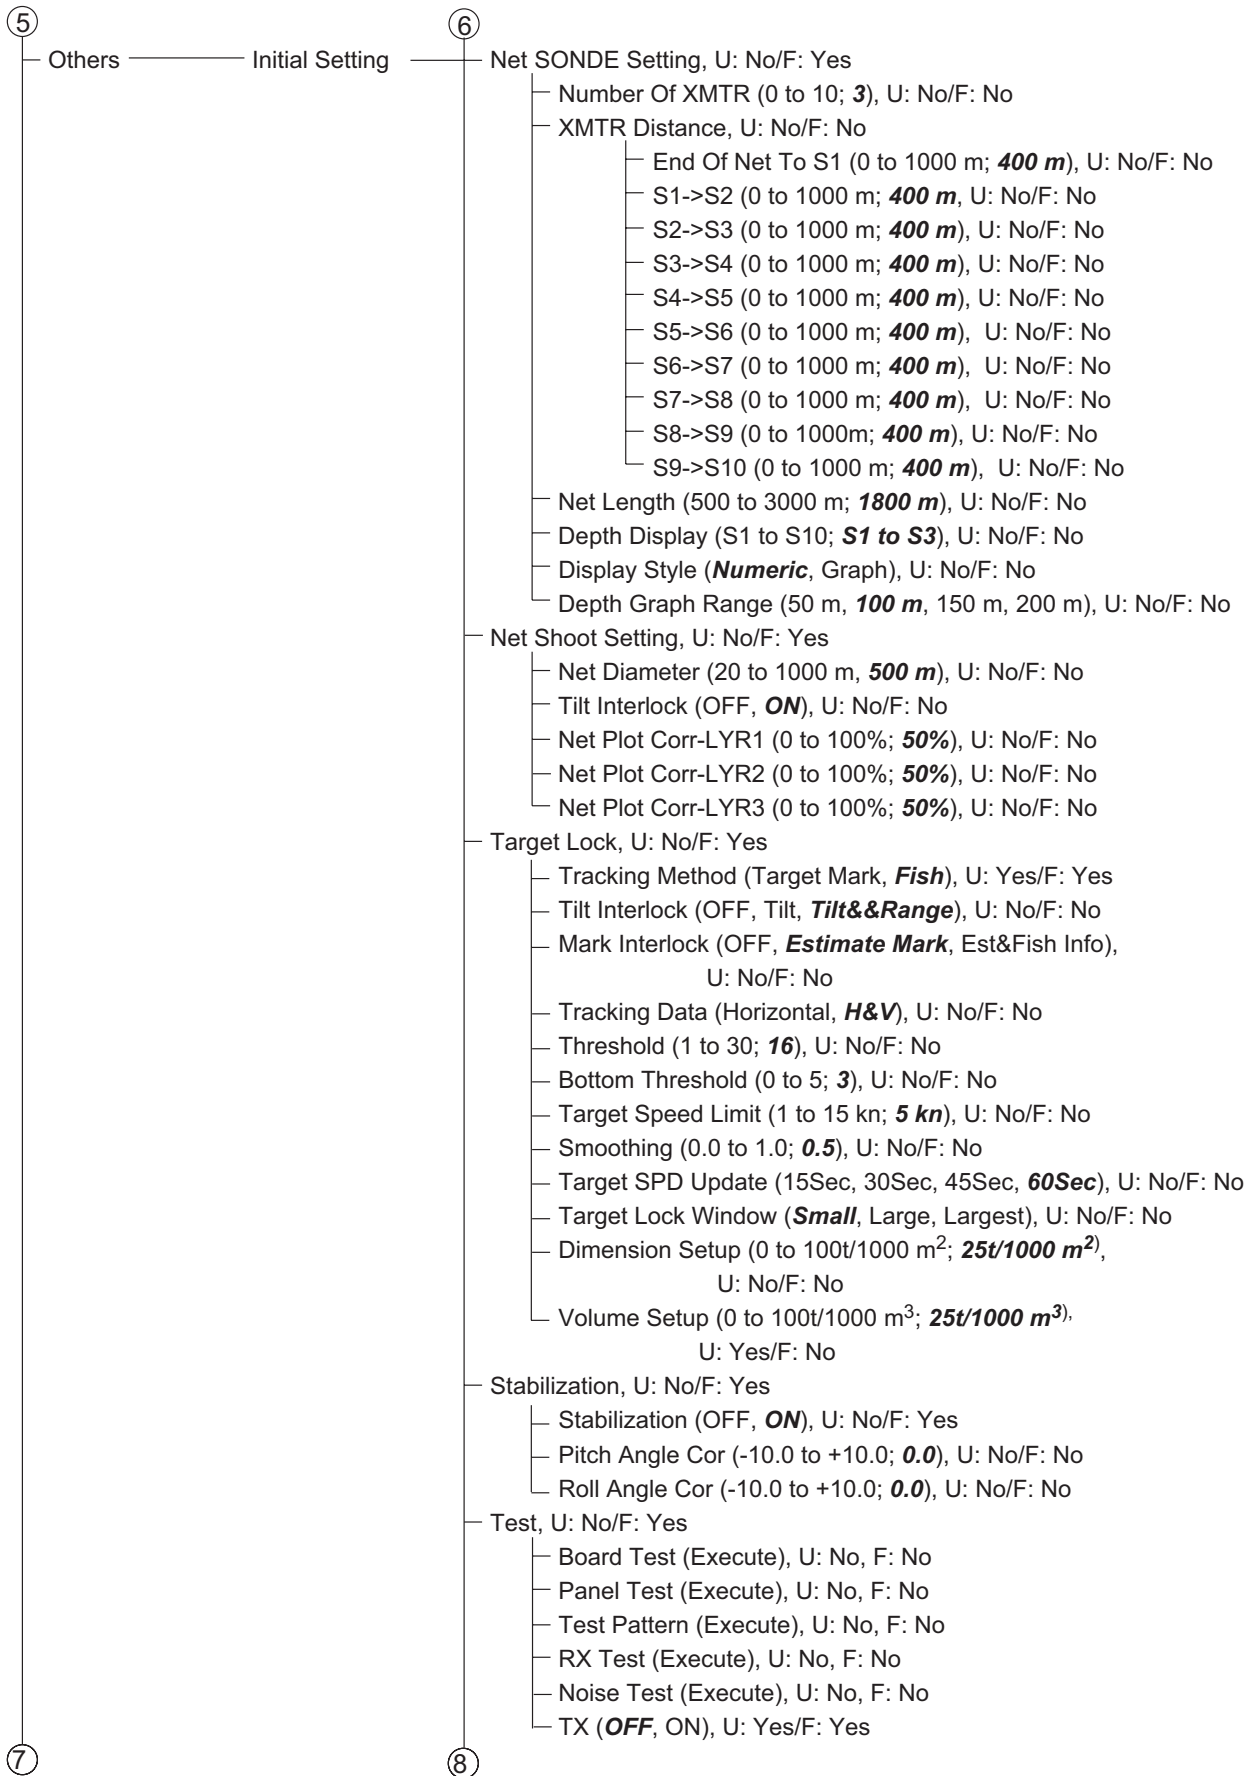 5
6
Others Initial Setting Net SONDE Setting, U: No/F: Yes
Number Of XMTR (0 to 10; 3), U: No/F: No
XMTR Distance, U: No/F: No
End Of Net To S1 (0 to 1000 m; 400 m), U: No/F: No
S1->S2 (0 to 1000 m; 400 m, U: No/F: No
S2->S3 (0 to 1000 m; 400 m), U: No/F: No
S3->S4 (0 to 1000 m; 400 m), U: No/F: No
S4->S5 (0 to 1000 m; 400 m), U: No/F: No
S5->S6 (0 to 1000 m; 400 m), U: No/F: No
S6->S7 (0 to 1000 m; 400 m), U: No/F: No
S7->S8 (0 to 1000 m; 400 m), U: No/F: No
S8->S9 (0 to 1000m; 400 m), U: No/F: No
S9->S10 (0 to 1000 m; 400 m), U: No/F: No
Net Length (500 to 3000 m; 1800 m), U: No/F: No
Depth Display (S1 to S10; S1 to S3), U: No/F: No
Display Style (Numeric, Graph), U: No/F: No
Depth Graph Range (50 m, 100 m, 150 m, 200 m), U: No/F: No
Net Shoot Setting, U: No/F: Yes
Net Diameter (20 to 1000 m, 500 m), U: No/F: No
Tilt Interlock (OFF, ON), U: No/F: No
Net Plot Corr-LYR1 (0 to 100%; 50%), U: No/F: No
Net Plot Corr-LYR2 (0 to 100%; 50%), U: No/F: No
Net Plot Corr-LYR3 (0 to 100%; 50%), U: No/F: No
Target Lock, U: No/F: Yes
Tracking Method (Target Mark, Fish), U: Yes/F: Yes
Tilt Interlock (OFF, Tilt, Tilt&&Range), U: No/F: No
Mark Interlock (OFF, Estimate Mark, Est&Fish Info),
U: No/F: No
Tracking Data (Horizontal, H&V), U: No/F: No
Threshold (1 to 30; 16), U: No/F: No
Bottom Threshold (0 to 5; 3), U: No/F: No
Target Speed Limit (1 to 15 kn; 5 kn), U: No/F: No
Smoothing (0.0 to 1.0; 0.5), U: No/F: No
Target SPD Update (15Sec, 30Sec, 45Sec, 60Sec), U: No/F: No
Target Lock Window (Small, Large, Largest), U: No/F: No
Dimension Setup (0 to 100t/1000 m²; 25t/1000 m²),
U: No/F: No
Volume Setup (0 to 100t/1000 m³; 25t/1000 m³),
U: Yes/F: No
Stabilization, U: No/F: Yes
Stabilization (OFF, ON), U: No/F: Yes
Pitch Angle Cor (-10.0 to +10.0; 0.0), U: No/F: No
Roll Angle Cor (-10.0 to +10.0; 0.0), U: No/F: No
Test, U: No/F: Yes
Board Test (Execute), U: No, F: No
Panel Test (Execute), U: No, F: No
Test Pattern (Execute), U: No, F: No
RX Test (Execute), U: No, F: No
Noise Test (Execute), U: No, F: No
TX (OFF, ON), U: Yes/F: Yes
7
8